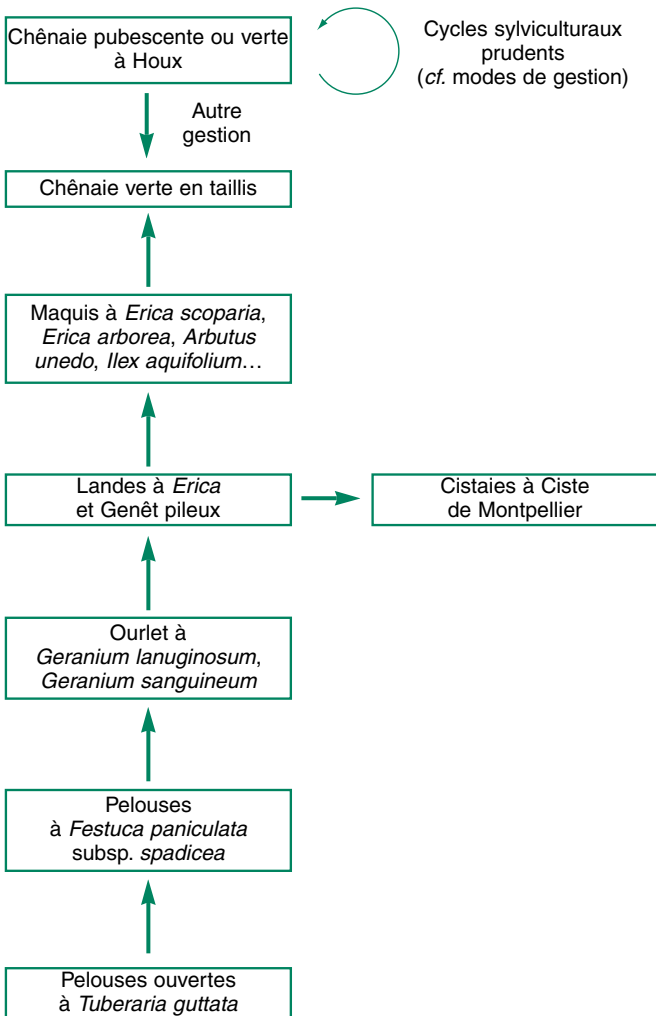 Chênaie pubescente ou verte
à Houx
Cycles sylviculturaux
prudents
(cf. modes de gestion)
Autre
gestion
Chênaie verte en taillis
Maquis à Erica scoparia,
Erica arborea, Arbutus
unedo, Ilex aquifolium…
Landes à Erica
et Genêt pileux
Cistaies à Ciste
de Montpellier
Ourlet à
Geranium lanuginosum,
Geranium sanguineum
Pelouses
à Festuca paniculata
subsp. spadicea
Pelouses ouvertes
à Tuberaria guttata